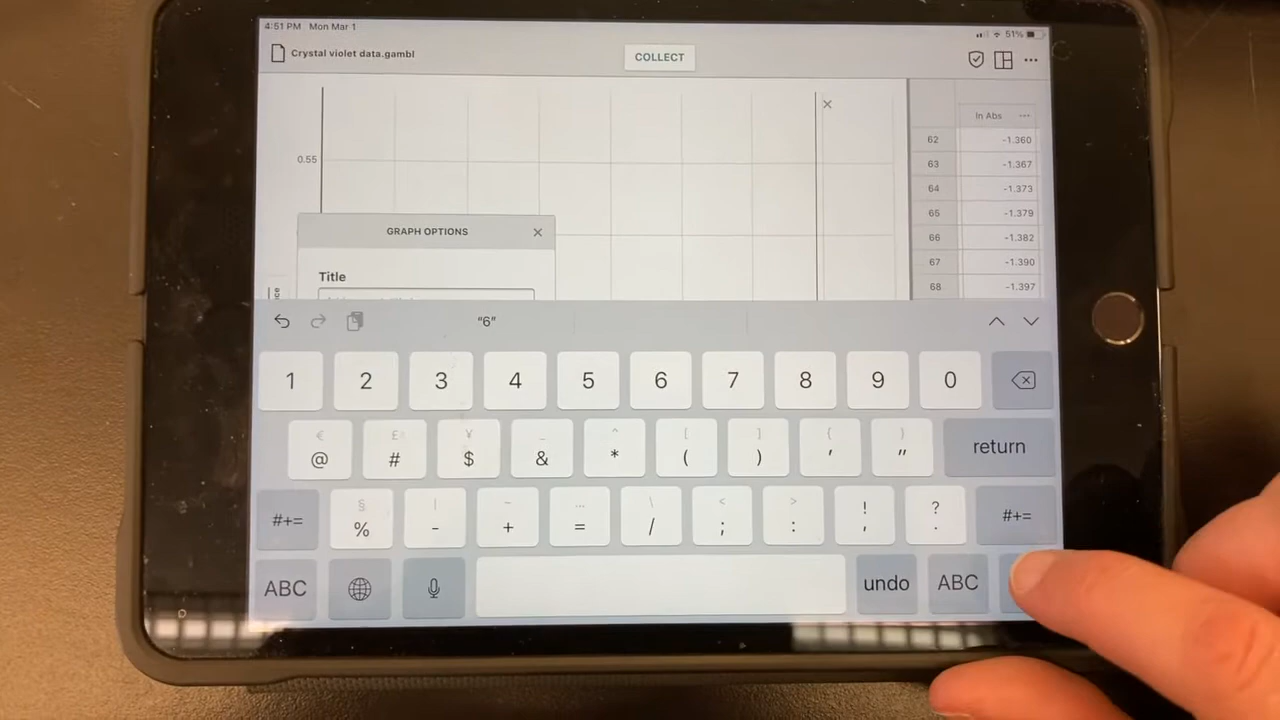 4:51 PM Mon Mar 1
51%
Crystal violet data.gambl
COLLECT
0.55
GRAPH OPTIONS
Title
ln Abs
62 -1.360
63 -1.367
64 -1.373
65 -1.379
66 -1.382
67 -1.390
68 -1.397
“6”
1 2 3 4 5 6 7 8 9 0
€ £ ¥ _ ^ [ ] { }
@ # $ & * ( ) ' " return
§ | ~ … \ < > ! ?
#+= % - + = / ; : , . #+=
ABC undo ABC